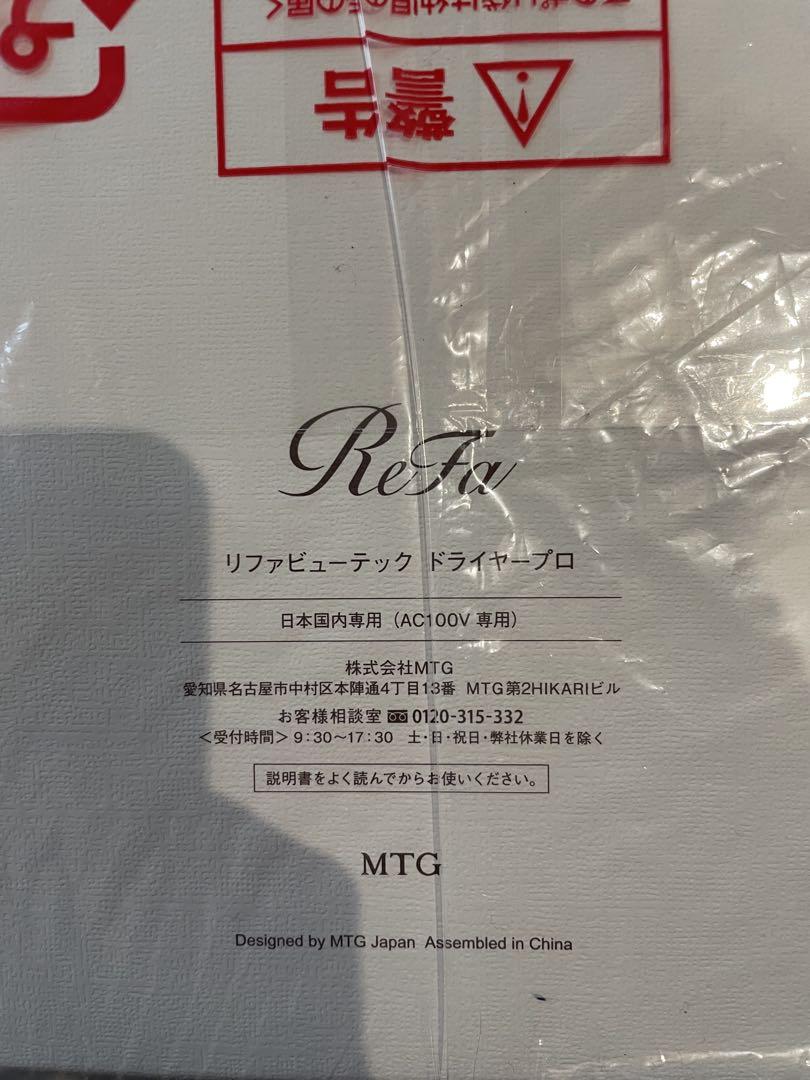 警告
ReFa
リファビューテック ドライヤープロ
日本国内専用（AC100V 専用）
株式会社MTG
愛知県名古屋市中村区本陣通4丁目13番 MTG第2HIKARIビル
お客様相談室 0120-315-332
＜受付時間＞9:30〜17:30 土・日・祝日・弊社休業日を除く
説明書をよく読んでからお使いください。
MTG
Designed by MTG Japan Assembled in China